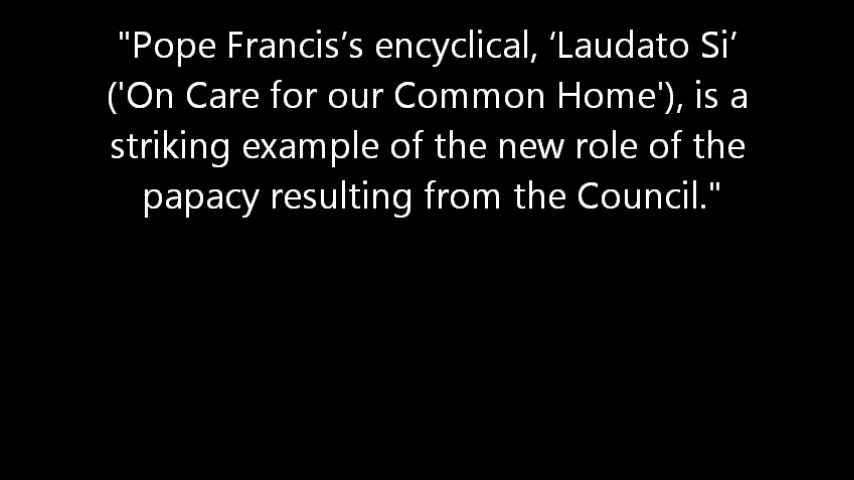 "Pope Francis’s encyclical, ‘Laudato Si’
('On Care for our Common Home'), is a
striking example of the new role of the
papacy resulting from the Council."